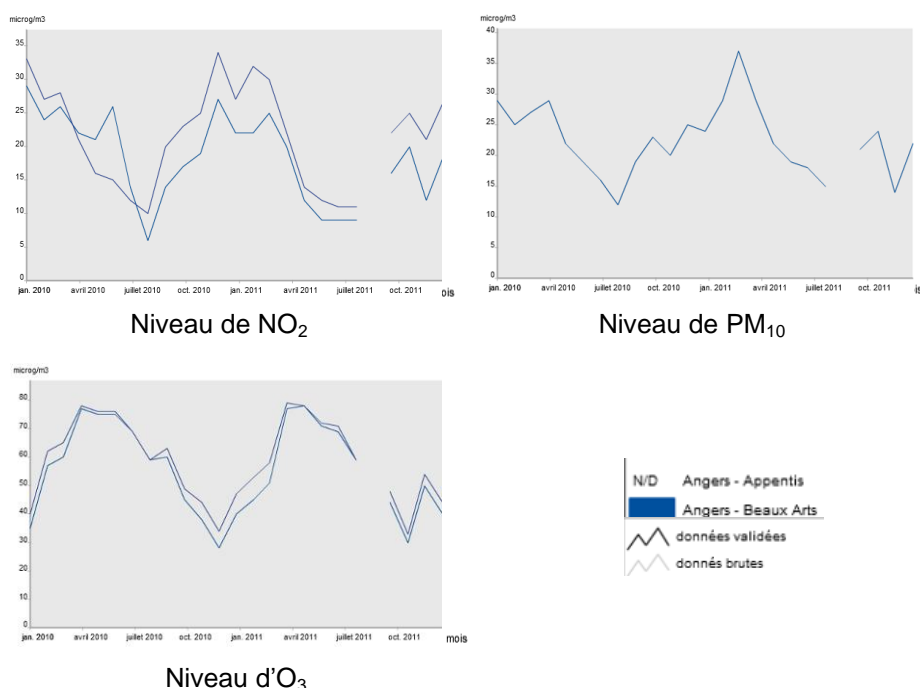 microg/m3
35
30
25
20
15
10
5
0
jan. 2010 avril 2010 juillet 2010 oct. 2010 jan. 2011 avril 2011 juillet 2011 oct. 2011 ois
Niveau de NO₂
microg/m3
40
35
30
25
20
15
10
5
0
jan. 2010 avril 2010 juillet 2010 oct. 2010 jan. 2011 avril 2011 juillet 2011 oct. 2011
Niveau de PM₁₀
microg/m3
80
70
60
50
40
30
20
10
0
jan. 2010 avril 2010 juillet 2010 oct. 2010 jan. 2011 avril 2011 juillet 2011 oct. 2011 mois
Niveau d'O₃
N/D Angers - Appentis
Angers - Beaux Arts
données validées
donnés brutes